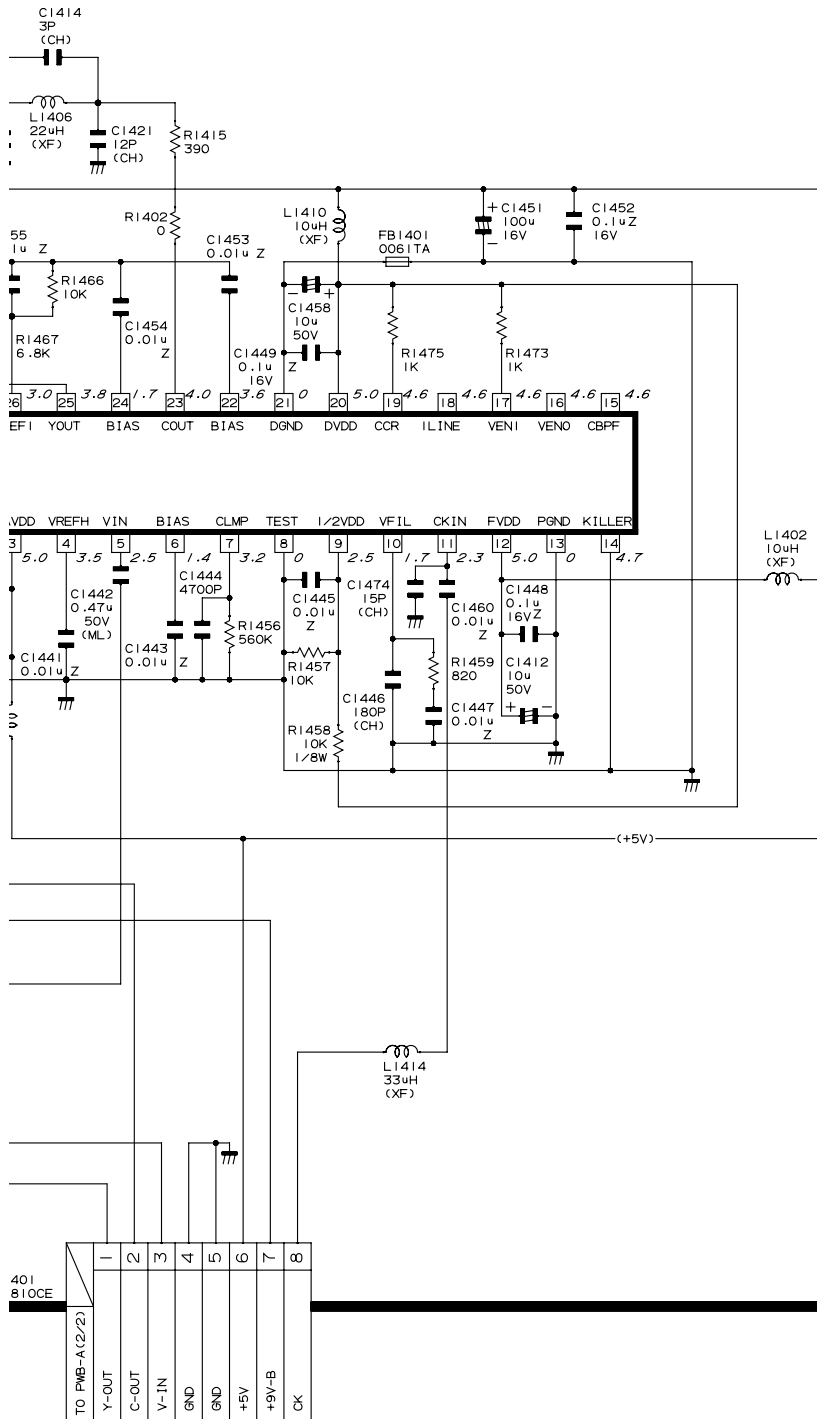 C1414
3P
(CH)
L1406
22uH
(XF)
C1421
12P
(CH)
R1415
390
R1402
0
L1410
10uH
(XF)
C1451
100u
16V
+
-
C1452
0.1uZ
16V
FB1401
0061TA
55
1u Z
R1466
10K
R1467
6.8K
C1454
0.01u
Z
C1453
0.01u Z
C1458
10u
50V
- +
C1449
0.1u
16V
Z
R1475
1K
R1473
1K
26 3.0 25 3.8 24 1.7 23 4.0 22 3.6 21 0 20 5.0 19 4.6 18 4.6 17 4.6 16 4.6 15 4.6
EF1 YOUT BIAS COUT BIAS DGND DVDD CCR ILINE VEN1 VENO CBPF
VDD VREFH VIN BIAS CLMP TEST 1/2VDD VFIL CKIN FVDD PGND KILLER
3 5.0 4 3.5 5 2.5 6 1.4 7 3.2 8 0 9 2.5 10 1.7 11 2.3 12 5.0 13 0 14 4.7
L1402
10uH
(XF)
C1442
0.47u
50V
(ML)
C1441
0.01u Z
C1443
0.01u Z
C1444
4700P
R1456
560K
C1445
0.01u
Z
R1457
10K
R1458
10K
1/8W
C1474
15P
(CH)
C1446
180P
(CH)
C1460
0.01u
Z
R1459
820
C1447
0.01u
Z
C1448
0.1u
16VZ
C1412
10u
50V
+ -
(+5V)
L1414
33uH
(XF)
401
810CE
TO PWB-A(2/2)
1 Y-OUT
2 C-OUT
3 V-IN
4 GND
5 GND
6 +5V
7 +9V-B
8 CK